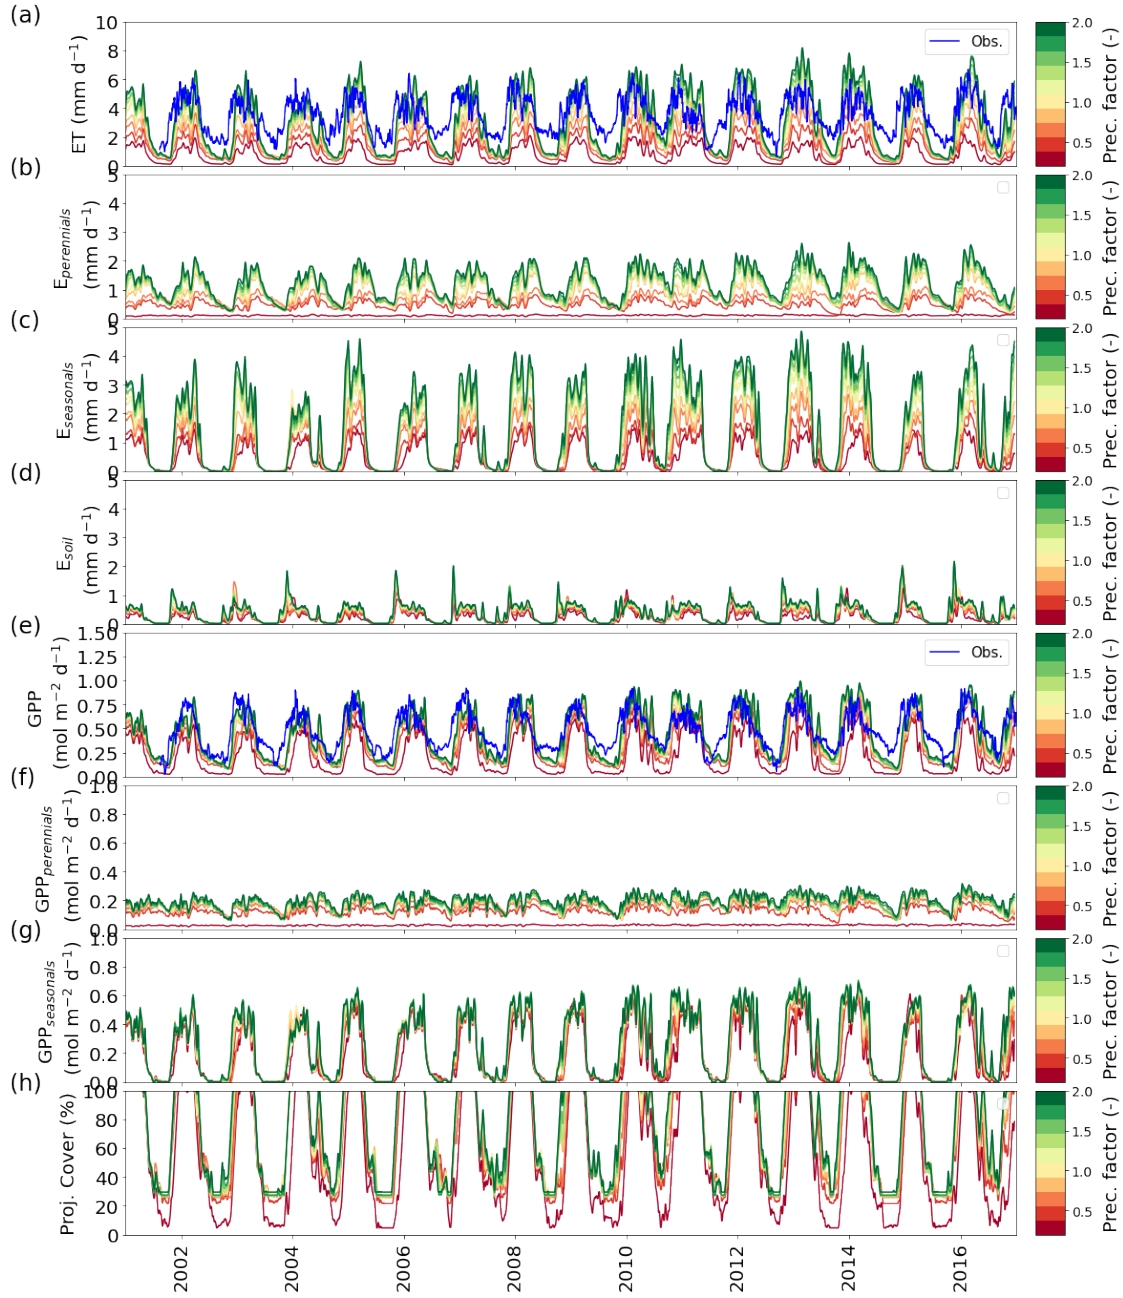 (a)
10
8
6
4
2
0
ET (mm d⁻¹)
Obs.
2.0
1.5
1.0
0.5
Prec. factor (-)
(b)
5
4
3
2
1
0
E_perennials
(mm d⁻¹)
2.0
1.5
1.0
0.5
Prec. factor (-)
(c)
5
4
3
2
1
0
E_seasonals
(mm d⁻¹)
2.0
1.5
1.0
0.5
Prec. factor (-)
(d)
5
4
3
2
1
0
E_soil
(mm d⁻¹)
2.0
1.5
1.0
0.5
Prec. factor (-)
(e)
1.50
1.25
1.00
0.75
0.50
0.25
0.00
GPP
(mol m⁻² d⁻¹)
Obs.
2.0
1.5
1.0
0.5
Prec. factor (-)
(f)
1.0
0.8
0.6
0.4
0.2
0.0
GPP_perennials
(mol m⁻² d⁻¹)
2.0
1.5
1.0
0.5
Prec. factor (-)
(g)
1.0
0.8
0.6
0.4
0.2
0.0
GPP_seasonals
(mol m⁻² d⁻¹)
2.0
1.5
1.0
0.5
Prec. factor (-)
(h)
100
80
60
40
20
0
Proj. Cover (%)
2.0
1.5
1.0
0.5
Prec. factor (-)
2002
2004
2006
2008
2010
2012
2014
2016